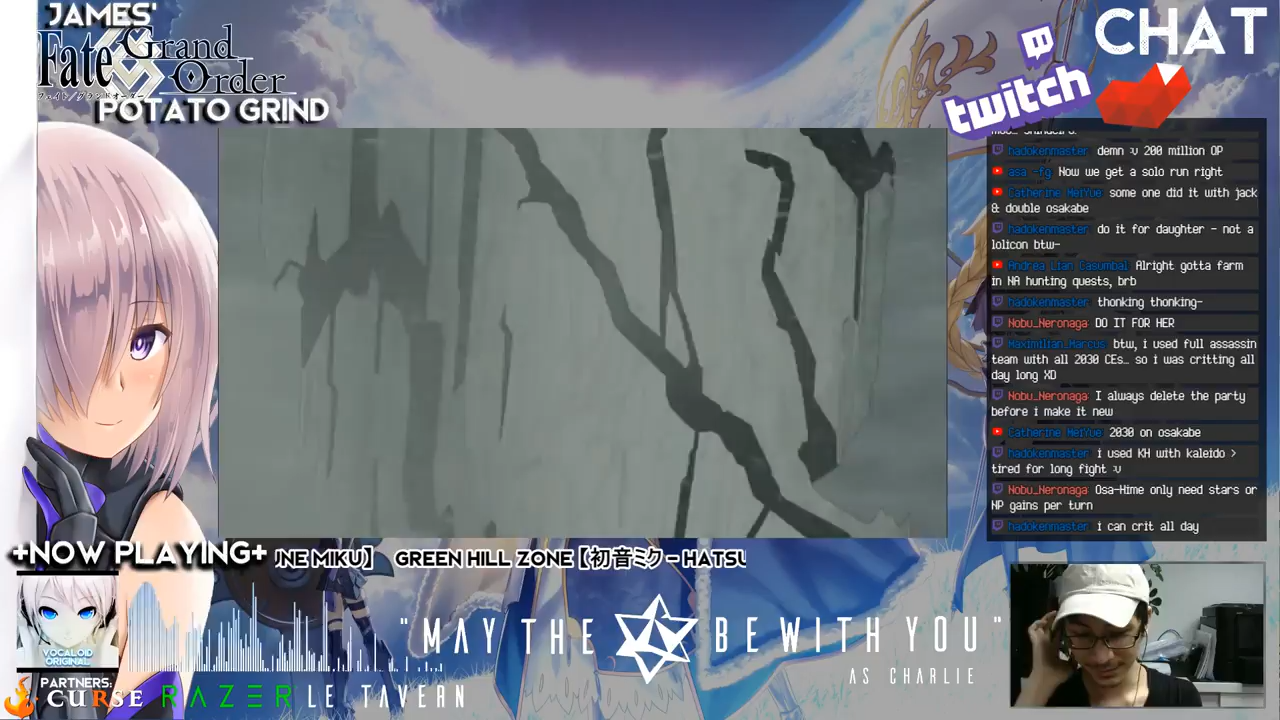 JAMES'
Fate
Grand
Order
フェイト/グランドオーダー
POTATO GRIND
twitch
CHAT
hadokenmaster: demn :v 200 million OP
asa -fg: Now we get a solo run right
Catherine MeiYue: some one did it with jack
& double osakabe
hadokenmaster: do it for daughter - not a
lolicon btw-
Andrea Lian Casumbal: Alright gotta farm
in NA hunting quests, brb
hadokenmaster: thonking thonking-
Nobu_Neronaga: DO IT FOR HER
Maximilian_Marcus: btw, i used full assassin
team with all 2030 CEs... so i was critting all
day long XD
Nobu_Neronaga: I always delete the party
before i make it new
Catherine MeiYue: 2030 on osakabe
hadokenmaster: i used KH with kaleido >
tired for long fight :v
Nobu_Neronaga: Osa-Hime only need stars or
NP gains per turn
hadokenmaster: i can crit all day
+NOW PLAYING+
NE MIKU】 GREEN HILL ZONE【初音ミク - HATSU
VOCALOID
ORIGINAL
"MAY THE BE WITH YOU"
AS CHARLIE
PARTNERS:
CURSE RAZER LE TAVERN